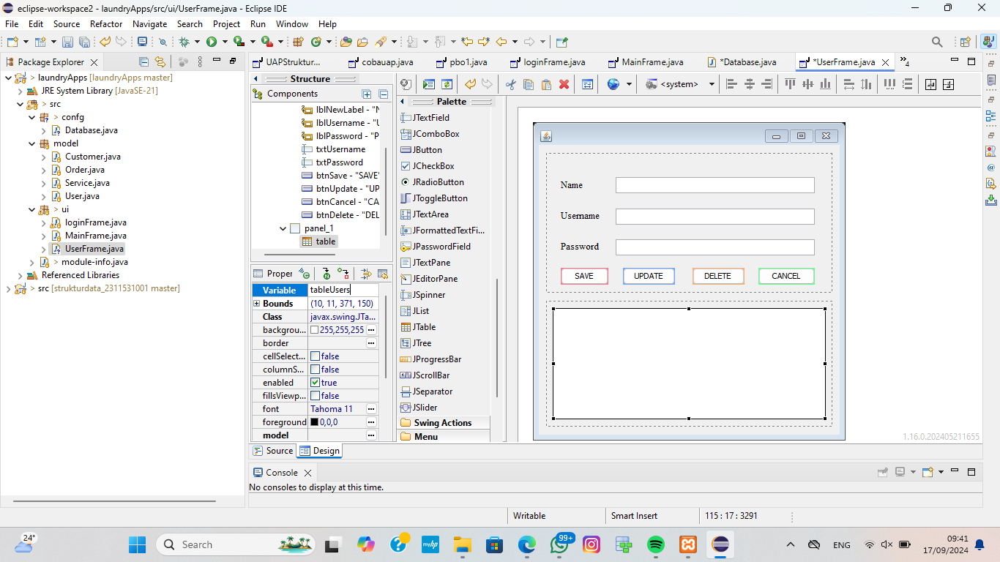 eclipse-workspace2 - laundryApps/src/ui/UserFrame.java - Eclipse IDE
File Edit Source Refactor Navigate Search Project Run Window Help
Package Explorer
> laundryApps [laundryApps master]
JRE System Library [JavaSE-21]
> src
> confg
> Database.java
model
Customer.java
Order.java
Service.java
User.java
> ui
> loginFrame.java
> MainFrame.java
UserFrame.java
> module-info.java
Referenced Libraries
> src [strukturdata_2311531001 master]
UAPStruktur... cobauap.java pbo1.java loginFrame.java MainFrame.java *Database.java *UserFrame.java »4
Structure
Components
lblNewLabel - "N
lblUsername - "U
lblPassword - "P
txtUsername
txtPassword
btnSave - "SAVE"
btnUpdate - "UP
btnCancel - "CA
btnDelete - "DEL
panel_1
table
Proper
Variable tableUsers
Bounds (10, 11, 371, 150)
Class javax.swing.JTa...
backgrou... 255,255,255 ...
border ...
cellSelect... false
columnS... false
enabled true
fillsViewp... false
font Tahoma 11 ...
foreground 0,0,0 ...
model ...
Source Design
<system>
Palette
JTextField
JComboBox
JButton
JCheckBox
JRadioButton
JToggleButton
JTextArea
JFormattedTextFi...
JPasswordField
JTextPane
JEditorPane
JSpinner
JList
JTable
JTree
JProgressBar
JScrollBar
JSeparator
JSlider
Swing Actions
Menu
Name
Username
Password
SAVE UPDATE DELETE CANCEL
1.16.0.202405211655
Console
No consoles to display at this time.
Writable Smart Insert 115 : 17 : 3291
24°
Search
myhp
99+
ENG
09:41
17/09/2024